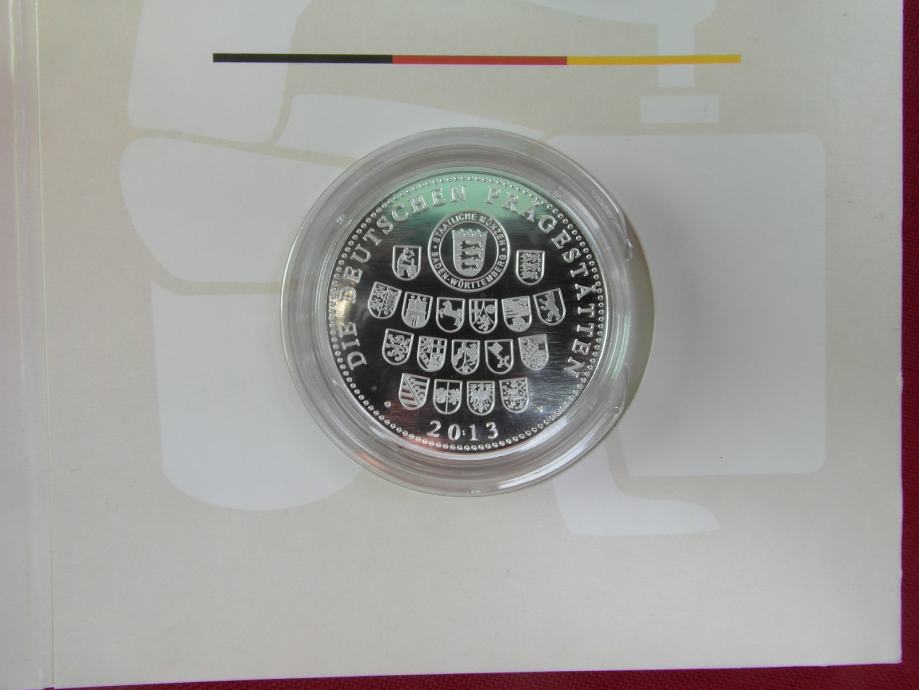 DIE DEUTSCHEN PRÄGESTÄTTEN
STAATLICHE MÜNZEN
BADEN-WÜRTTEMBERG
2013